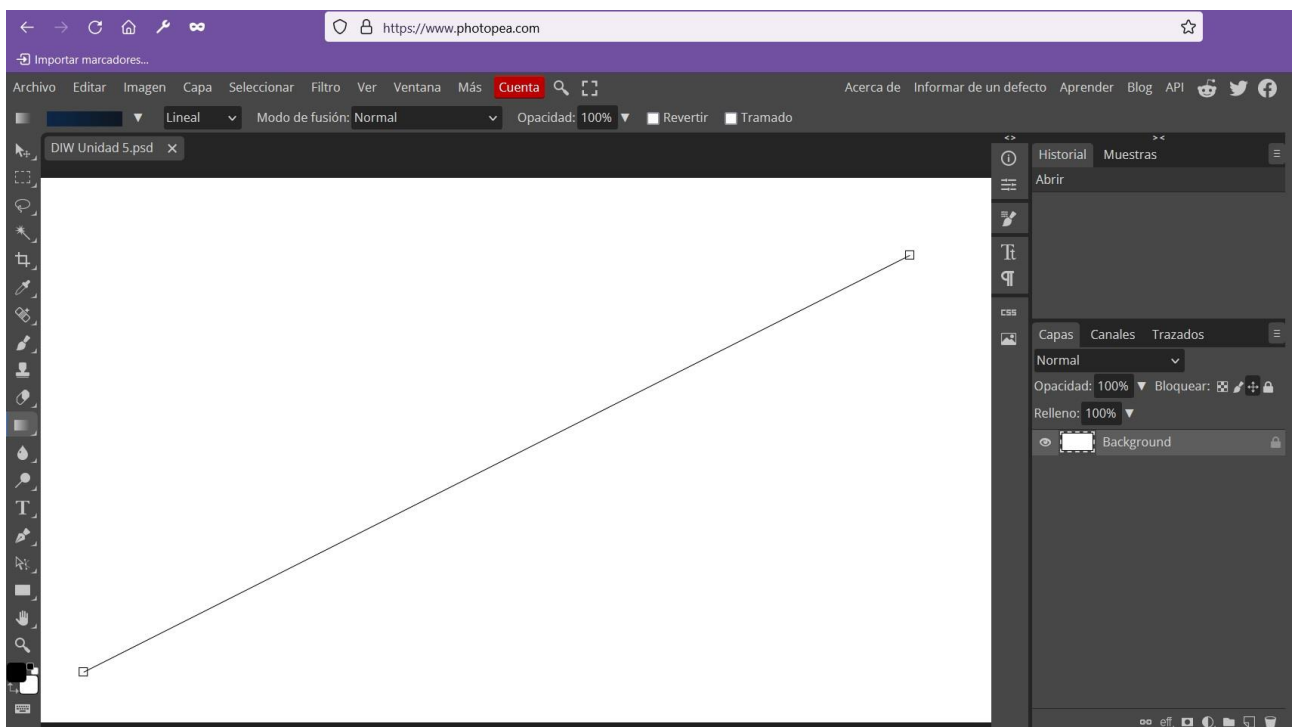 https://www.photopea.com
Importar marcadores...
Archivo Editar Imagen Capa Seleccionar Filtro Ver Ventana Más Cuenta Acerca de Informar de un defecto Aprender Blog API
Lineal Modo de fusión: Normal Opacidad: 100% Revertir Tramado
DIW Unidad 5.psd
Historial Muestras
Abrir
Tt
CSS
Capas Canales Trazados
Normal
Opacidad: 100% Bloquear:
Relleno: 100%
Background
T
eff.